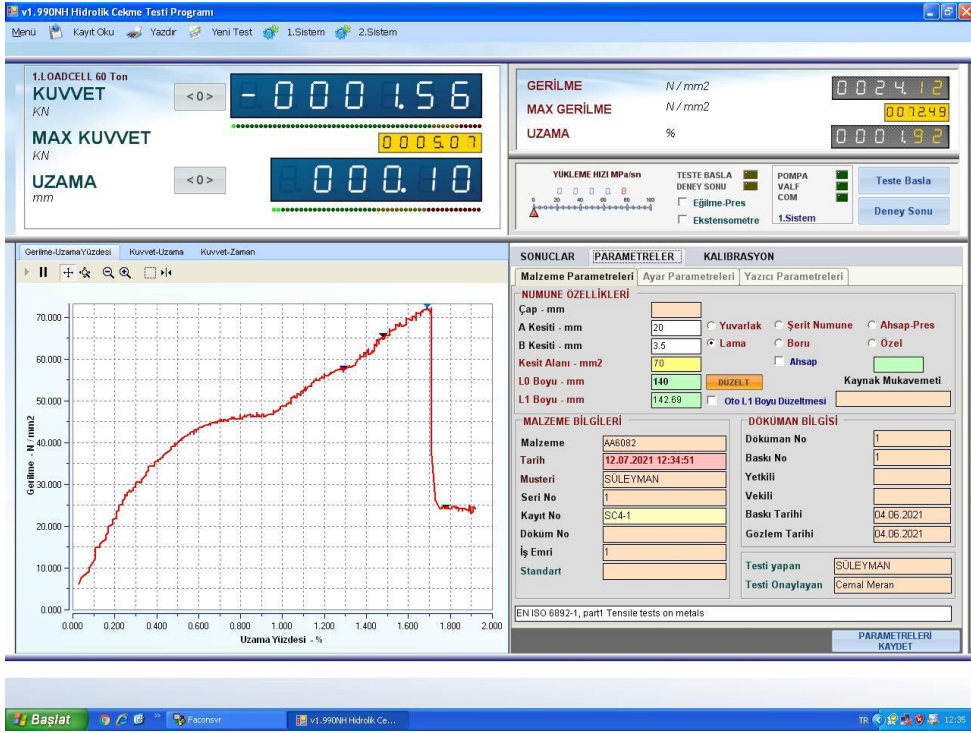 v1.990NH Hidrolik Cekme Testi Programı
Menü Kayıt Oku Yazdır Yeni Test 1.Sistem 2.Sistem
1.LOADCELL 60 Ton
KUVVET
KN
<0>
0001.56
MAX KUVVET
KN
0005.07
UZAMA
mm
<0>
000.10
GERİLME N / mm2 0024.12
MAX GERİLME N / mm2 0072.49
UZAMA % 0001.92
YÜKLEME HIZI MPa/sn
0 0 0 0. 8
0 20 40 60 80 100
TESTE BASLA
DENEY SONU
Eğilme-Pres
Ekstensometre
POMPA
VALF
COM
1.Sistem
Teste Basla
Deney Sonu
Gerilme-UzamaYüzdesi Kuvvet-Uzama Kuvvet-Zaman
70.000
60.000
50.000
40.000
30.000
20.000
10.000
0.000
Gerilme - N / mm2
0.000 0.200 0.400 0.600 0.800 1.000 1.200 1.400 1.600 1.800 2.000
Uzama Yüzdesi - %
SONUCLAR PARAMETRELER KALIBRASYON
Malzeme Parametreleri Ayar Parametreleri Yazıcı Parametreleri
NUMUNE ÖZELLİKLERİ
Çap - mm
A Kesiti - mm 20 Yuvarlak Şerit Numune Ahsap-Pres
B Kesiti - mm 3.5 Lama Boru Özel
Kesit Alanı - mm2 70 Ahsap
L0 Boyu - mm 140 DÜZELT Kaynak Mukavemeti
L1 Boyu - mm 142.69 Oto L1 Boyu Düzeltmesi
MALZEME BİLGİLERİ
Malzeme AA6082
Tarih 12.07.2021 12:34:51
Musteri SÜLEYMAN
Seri No 1
Kayıt No SC4-1
Döküm No
İş Emri 1
Standart
DÖKÜMAN BİLGİSİ
Doküman No 1
Baskı No 1
Yetkili
Vekili
Baskı Tarihi 04.06.2021
Gözlem Tarihi 04.06.2021
Testi yapan SÜLEYMAN
Testi Onaylayan Cemal Meran
EN ISO 6892-1, part1 Tensile tests on metals
PARAMETRELERİ
KAYDET
Başlat Faconsvr v1.990NH Hidrolik Ce... TR 12:35